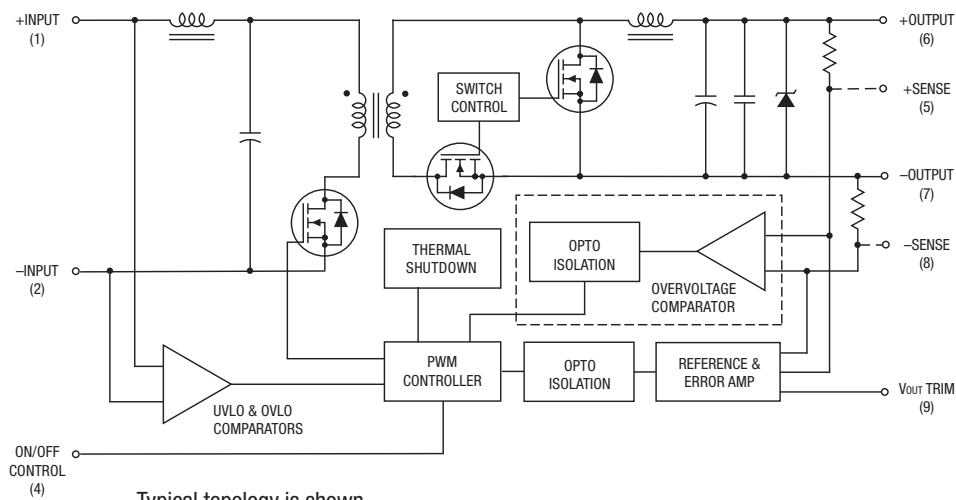 +INPUT
(1)
+OUTPUT
(6)
SWITCH
CONTROL
+SENSE
(5)
–OUTPUT
(7)
–INPUT
(2)
THERMAL
SHUTDOWN
OPTO
ISOLATION
OVERVOLTAGE
COMPARATOR
–SENSE
(8)
PWM
CONTROLLER
OPTO
ISOLATION
REFERENCE &
ERROR AMP
VOUT TRIM
(9)
UVLO & OVLO
COMPARATORS
ON/OFF
CONTROL
(4)
Typical topology is shown